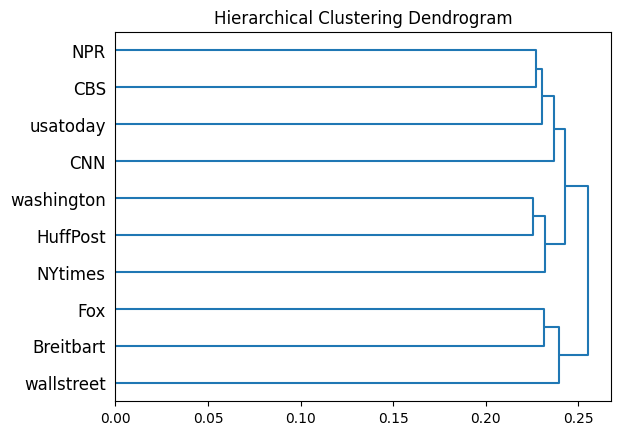 Hierarchical Clustering Dendrogram
NPR
CBS
usatoday
CNN
washington
HuffPost
NYtimes
Fox
Breitbart
wallstreet
0.00 0.05 0.10 0.15 0.20 0.25